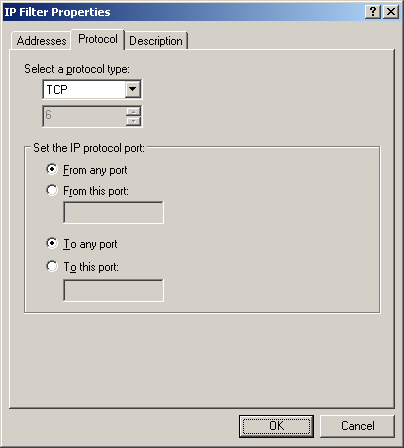 IP Filter Properties
Addresses Protocol Description
Select a protocol type:
TCP
6
Set the IP protocol port:
From any port
From this port:
To any port
To this port:
OK Cancel